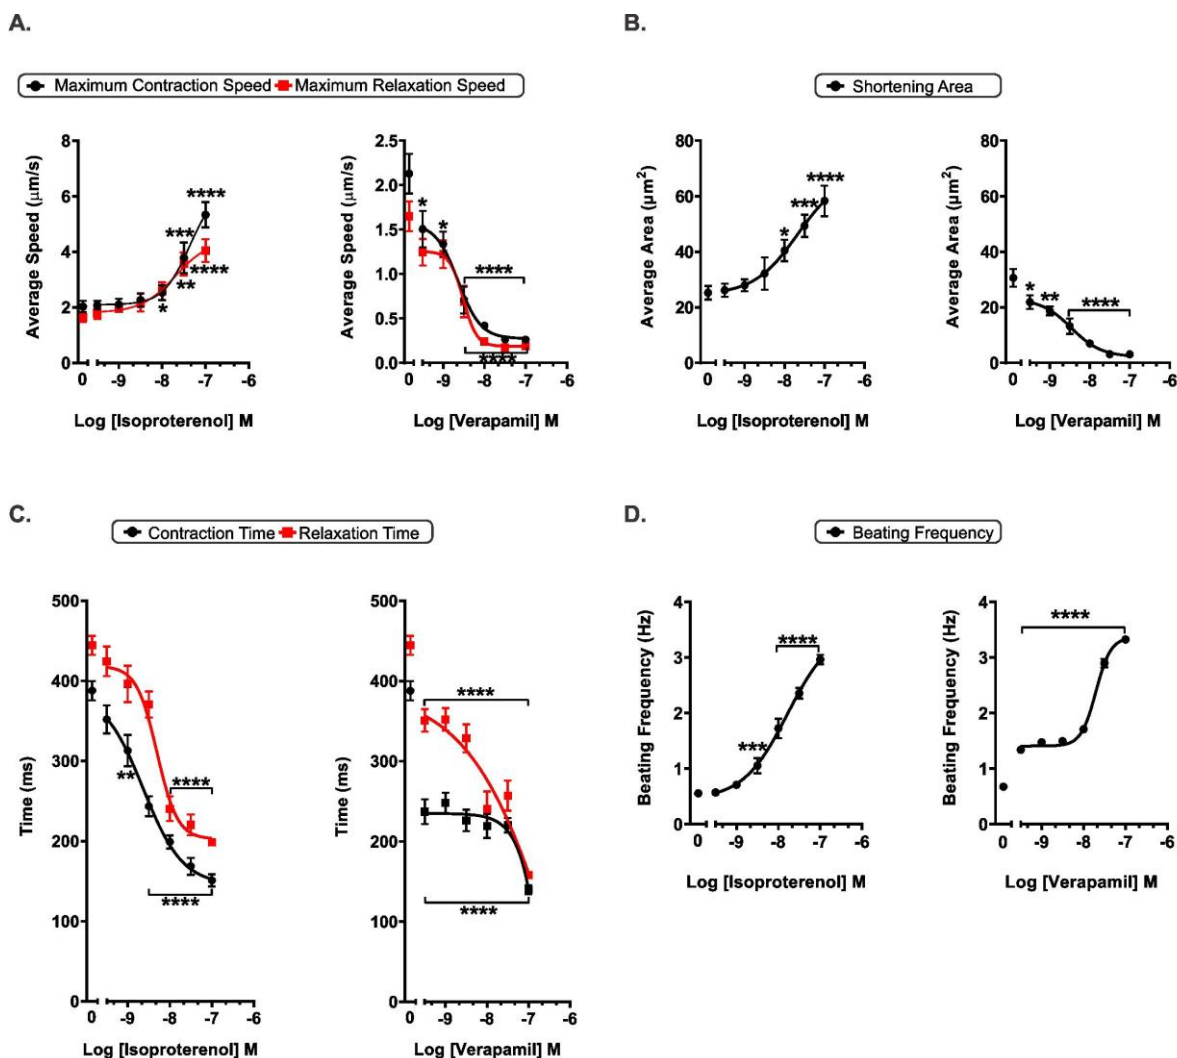 A.
B.
Maximum Contraction Speed Maximum Relaxation Speed
Shortening Area
8
6
4
2
0
Average Speed (μm/s)
****
***
****
**
*
0 -9 -8 -7 -6
Log [Isoproterenol] M
2.5
2.0
1.5
1.0
0.5
0.0
Average Speed (μm/s)
*
*
****
****
0 -9 -8 -7 -6
Log [Verapamil] M
80
60
40
20
0
Average Area (μm²)
****
***
*
0 -9 -8 -7 -6
Log [Isoproterenol] M
80
60
40
20
0
Average Area (μm²)
*
**
****
0 -9 -8 -7 -6
Log [Verapamil] M
C.
D.
Contraction Time Relaxation Time
Beating Frequency
500
400
300
200
100
0
Time (ms)
**
****
****
0 -9 -8 -7 -6
Log [Isoproterenol] M
500
400
300
200
100
0
Time (ms)
****
****
0 -9 -8 -7 -6
Log [Verapamil] M
4
3
2
1
0
Beating Frequency (Hz)
****
***
0 -9 -8 -7 -6
Log [Isoproterenol] M
4
3
2
1
0
Beating Frequency (Hz)
****
0 -9 -8 -7 -6
Log [Verapamil] M